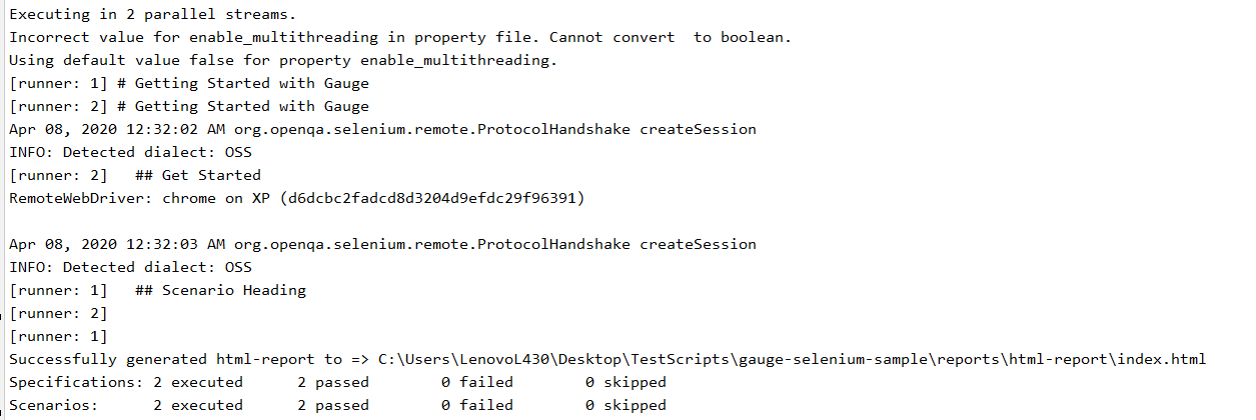 Executing in 2 parallel streams.
Incorrect value for enable_multithreading in property file. Cannot convert  to boolean.
Using default value false for property enable_multithreading.
[runner: 1] # Getting Started with Gauge
[runner: 2] # Getting Started with Gauge
Apr 08, 2020 12:32:02 AM org.openqa.selenium.remote.ProtocolHandshake createSession
INFO: Detected dialect: OSS
[runner: 2]   ## Get Started
RemoteWebDriver: chrome on XP (d6dcbc2fadcd8d3204d9efdc29f96391)
Apr 08, 2020 12:32:03 AM org.openqa.selenium.remote.ProtocolHandshake createSession
INFO: Detected dialect: OSS
[runner: 1]   ## Scenario Heading
[runner: 2]
[runner: 1]
Successfully generated html-report to => C:\Users\LenovoL430\Desktop\TestScripts\gauge-selenium-sample\reports\html-report\index.html
Specifications: 2 executed      2 passed        0 failed        0 skipped
Scenarios:      2 executed      2 passed        0 failed        0 skipped